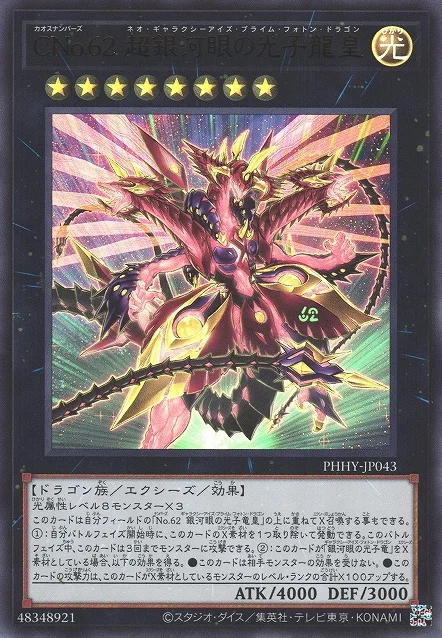 カオスナンバーズ ネオ・ギャラクシーアイズ・プライム・フォトン・ドラゴン
CNo.62 超銀河眼の光子龍皇
光
62
PHHY-JP043
【ドラゴン族/エクシーズ/効果】
光属性レベル8モンスター×3
このカードは自分フィールドの「No.62 銀河眼の光子竜皇」の上に重ねてX召喚する事もできる。
①:自分バトルフェイズ開始時に、このカードのX素材を1つ取り除いて発動できる。このバトル
フェイズ中、このカードは3回までモンスターに攻撃できる。②:このカードが「銀河眼の光子竜」をX
素材としている場合、以下の効果を得る。●このカードは相手モンスターの効果を受けない。●この
カードの攻撃力は、このカードがX素材としているモンスターのレベル・ランクの合計×100アップする。
ATK/4000 DEF/3000
48348921
©スタジオ・ダイス/集英社・テレビ東京・KONAMI